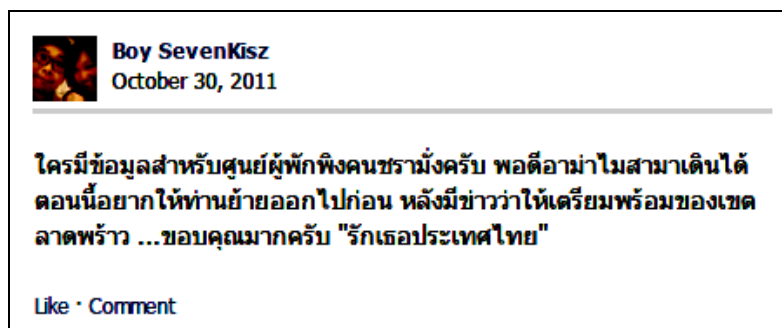 Boy SevenKisz
October 30, 2011
ใครมีข้อมูลสำหรับศูนย์ผู้พักพิงคนชรามั่งครับ พอดีอาม่าไมสามาเดินได้
ตอนนี้อยากให้ท่านย้ายออกไปก่อน หลังมีข่าวว่าให้เตรียมพร้อมของเขต
ลาดพร้าว ...ขอบคุณมากครับ "รักเธอประเทศไทย"
Like · Comment